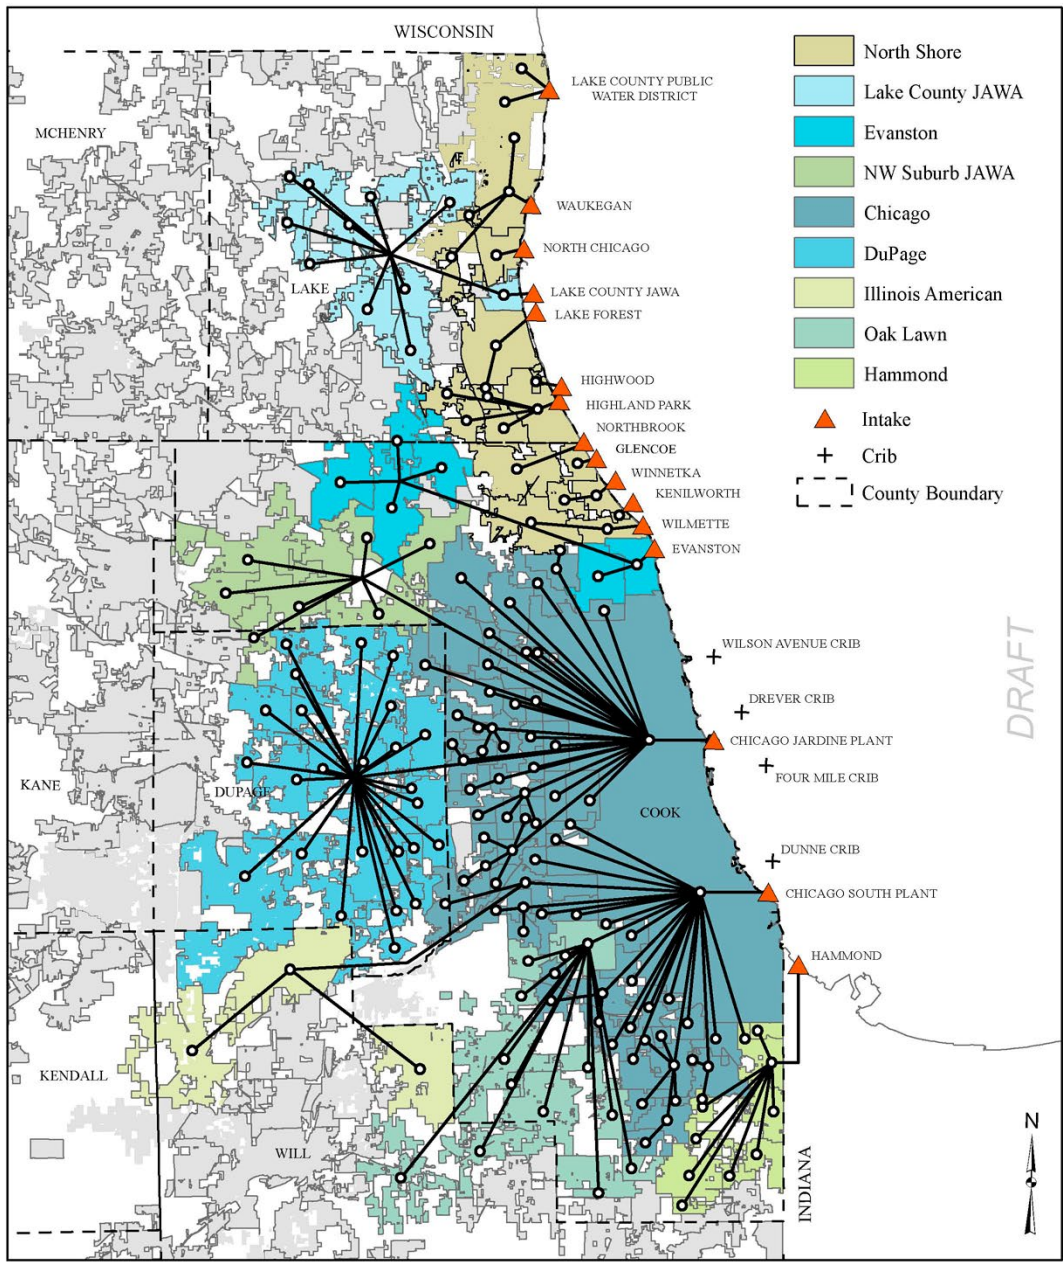 WISCONSIN
MCHENRY
LAKE COUNTY PUBLIC
WATER DISTRICT
WAUKEGAN
NORTH CHICAGO
LAKE
LAKE COUNTY JAWA
LAKE FOREST
HIGHWOOD
HIGHLAND PARK
NORTHBROOK
GLENCOE
WINNETKA
KENILWORTH
WILMETTE
EVANSTON
WILSON AVENUE CRIB
DREVER CRIB
CHICAGO JARDINE PLANT
FOUR MILE CRIB
KANE
DUPAGE
COOK
DUNNE CRIB
CHICAGO SOUTH PLANT
HAMMOND
KENDALL
WILL
INDIANA
North Shore
Lake County JAWA
Evanston
NW Suburb JAWA
Chicago
DuPage
Illinois American
Oak Lawn
Hammond
Intake
Crib
County Boundary
DRAFT
N